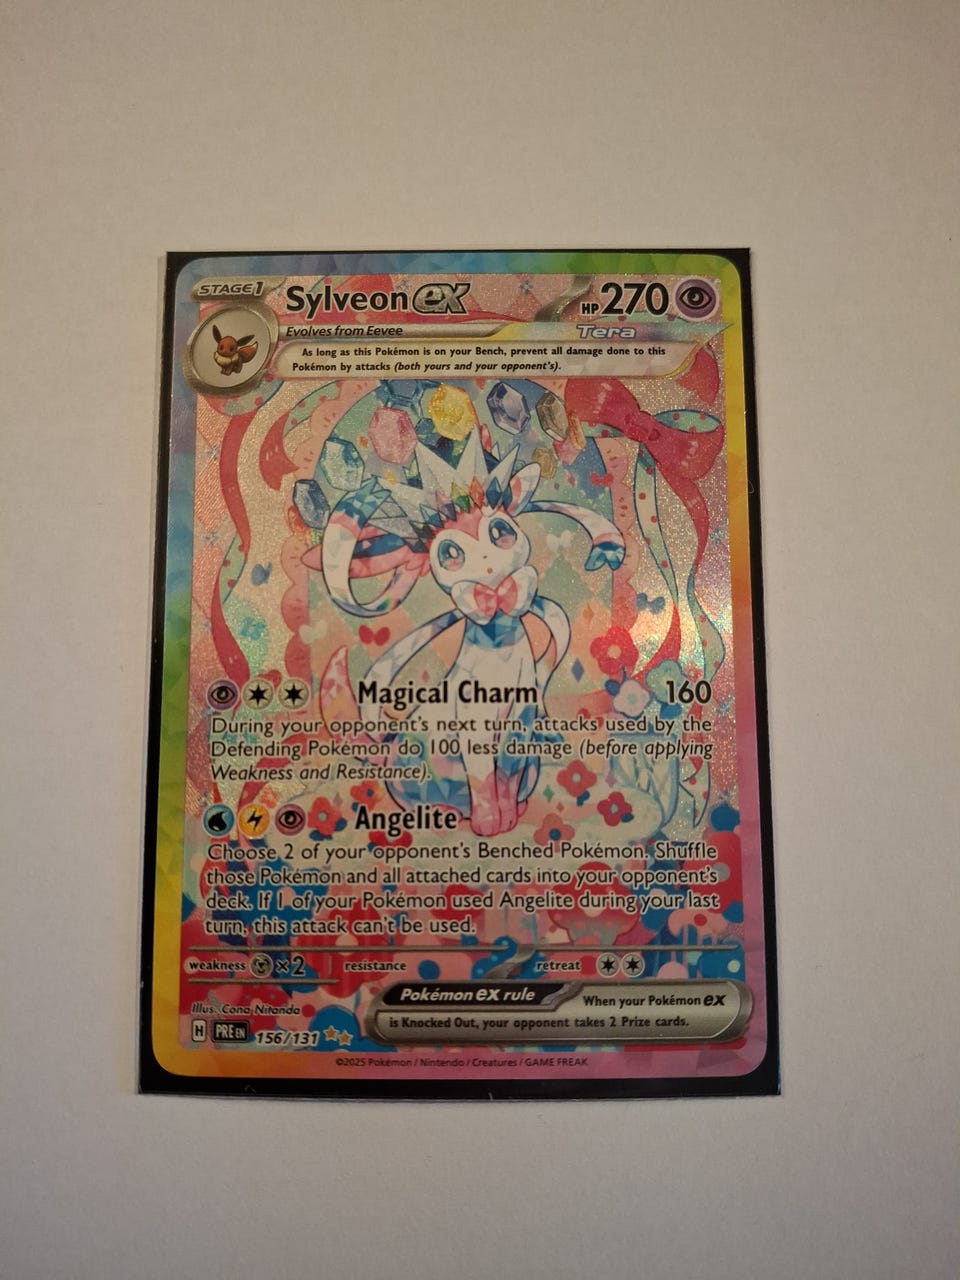 STAGE 1 Sylveon ex HP 270
Evolves from Eevee Tera
As long as this Pokémon is on your Bench, prevent all damage done to this
Pokémon by attacks (both yours and your opponent's).
Magical Charm 160
During your opponent's next turn, attacks used by the
Defending Pokémon do 100 less damage (before applying
Weakness and Resistance).
Angelite
Choose 2 of your opponent's Benched Pokémon. Shuffle
those Pokémon and all attached cards into your opponent's
deck. If 1 of your Pokémon used Angelite during your last
turn, this attack can't be used.
weakness ×2 resistance retreat
Pokémon ex rule When your Pokémon ex
is Knocked Out, your opponent takes 2 Prize cards.
Illus. Cona Nitanda
H PRE EN 156/131
©2025 Pokémon / Nintendo / Creatures / GAME FREAK